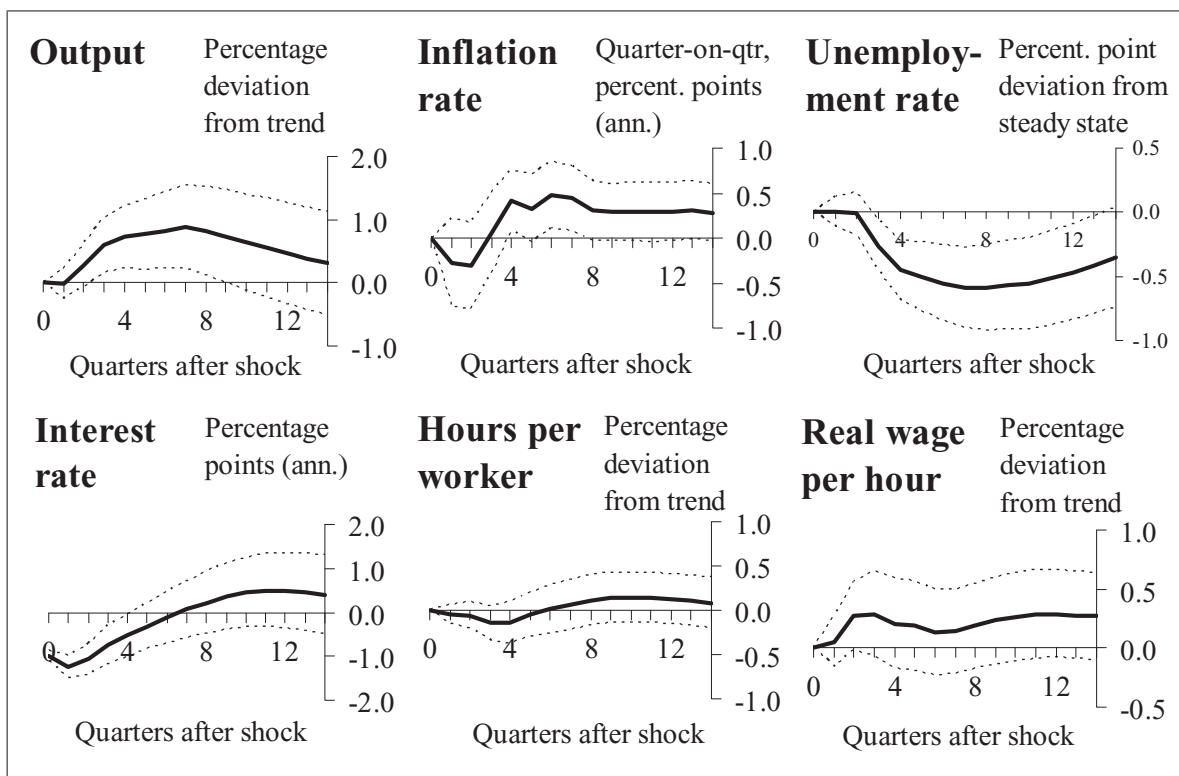 Output
Percentage
deviation
from trend
2.0
1.0
0.0
-1.0
0 4 8 12
Quarters after shock
Inflation
rate
Quarter-on-qtr,
percent. points
(ann.)
1.0
0.5
0.0
-0.5
-1.0
0 4 8 12
Quarters after shock
Unemploy-
ment rate
Percent. point
deviation from
steady state
0.5
0.0
-0.5
-1.0
0 4 8 12
Quarters after shock
Interest
rate
Percentage
points (ann.)
2.0
1.0
0.0
-1.0
-2.0
0 4 8 12
Quarters after shock
Hours per
worker
Percentage
deviation
from trend
1.0
0.5
0.0
-0.5
-1.0
0 4 8 12
Quarters after shock
Real wage
per hour
Percentage
deviation
from trend
1.0
0.5
0.0
-0.5
0 4 8 12
Quarters after shock